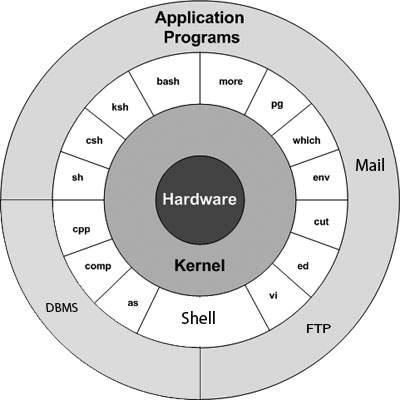 Application
Programs
bash
more
ksh
pg
csh
which
sh
env
Mail
Hardware
cpp
cut
comp
Kernel
ed
as
Shell
vi
DBMS
FTP